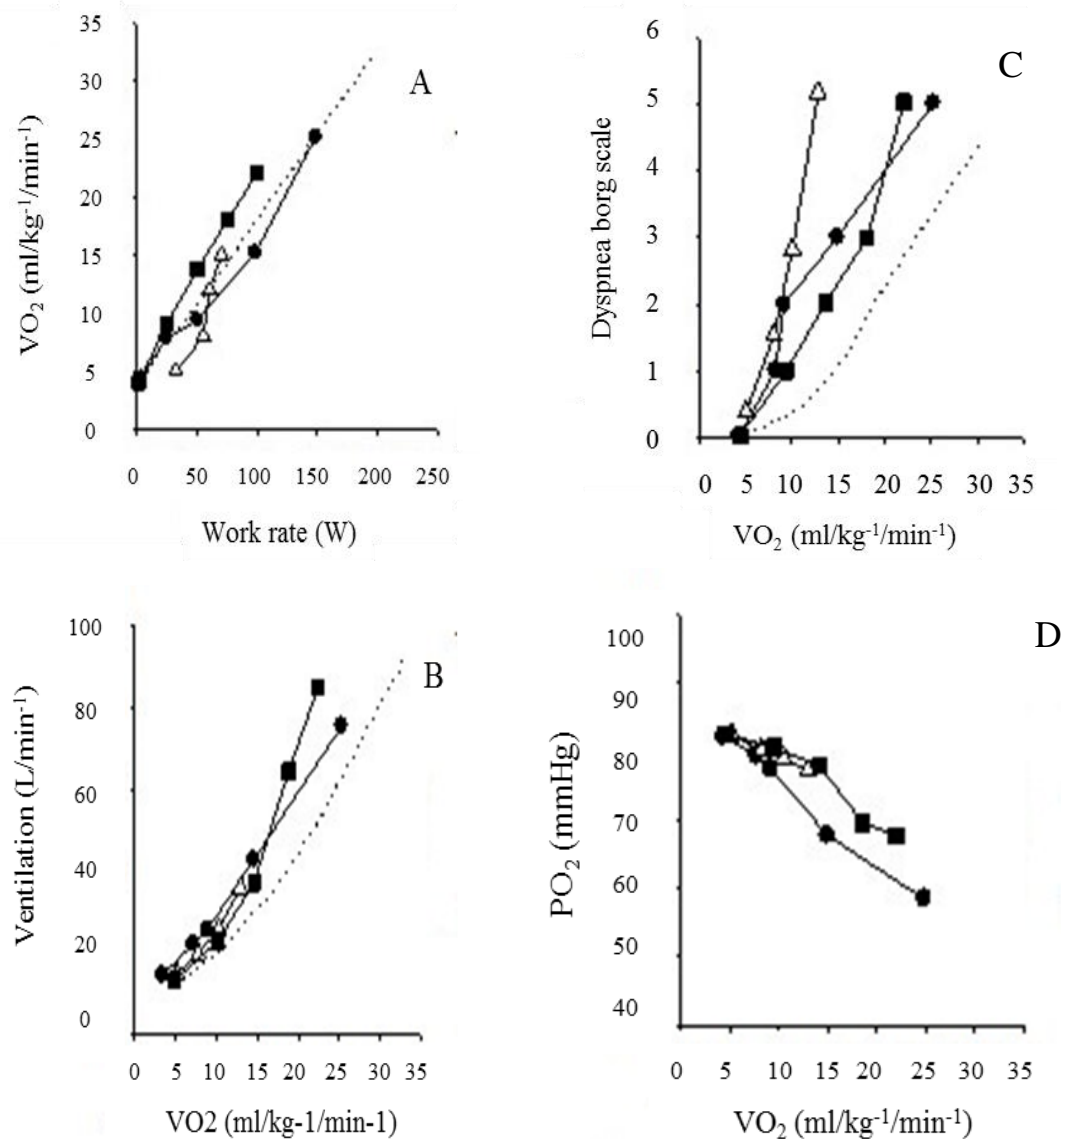 A
VO2 (ml/kg-1/min-1)
35
30
25
20
15
10
5
0
0 50 100 150 200 250
Work rate (W)
C
Dyspnea borg scale
6
5
4
3
2
1
0
0 5 10 15 20 25 30 35
VO2 (ml/kg-1/min-1)
B
Ventilation (L/min-1)
100
80
60
40
20
0
0 5 10 15 20 25 30 35
VO2 (ml/kg-1/min-1)
D
PO2 (mmHg)
100
90
80
70
60
50
40
0 5 10 15 20 25 30 35
VO2 (ml/kg-1/min-1)